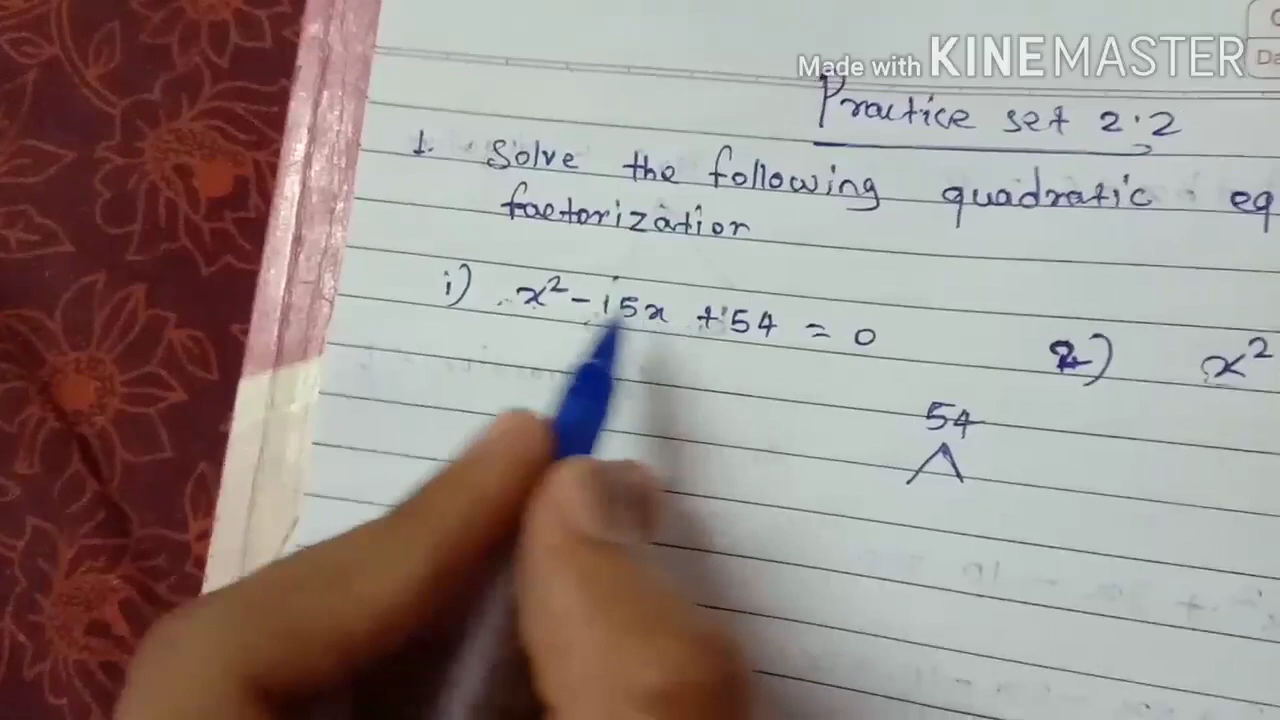 Made with KINEMASTER
Practice set 2.2
1. Solve the following quadratic eq
factorization
i) x² - 15x + 54 = 0
2) x²
54